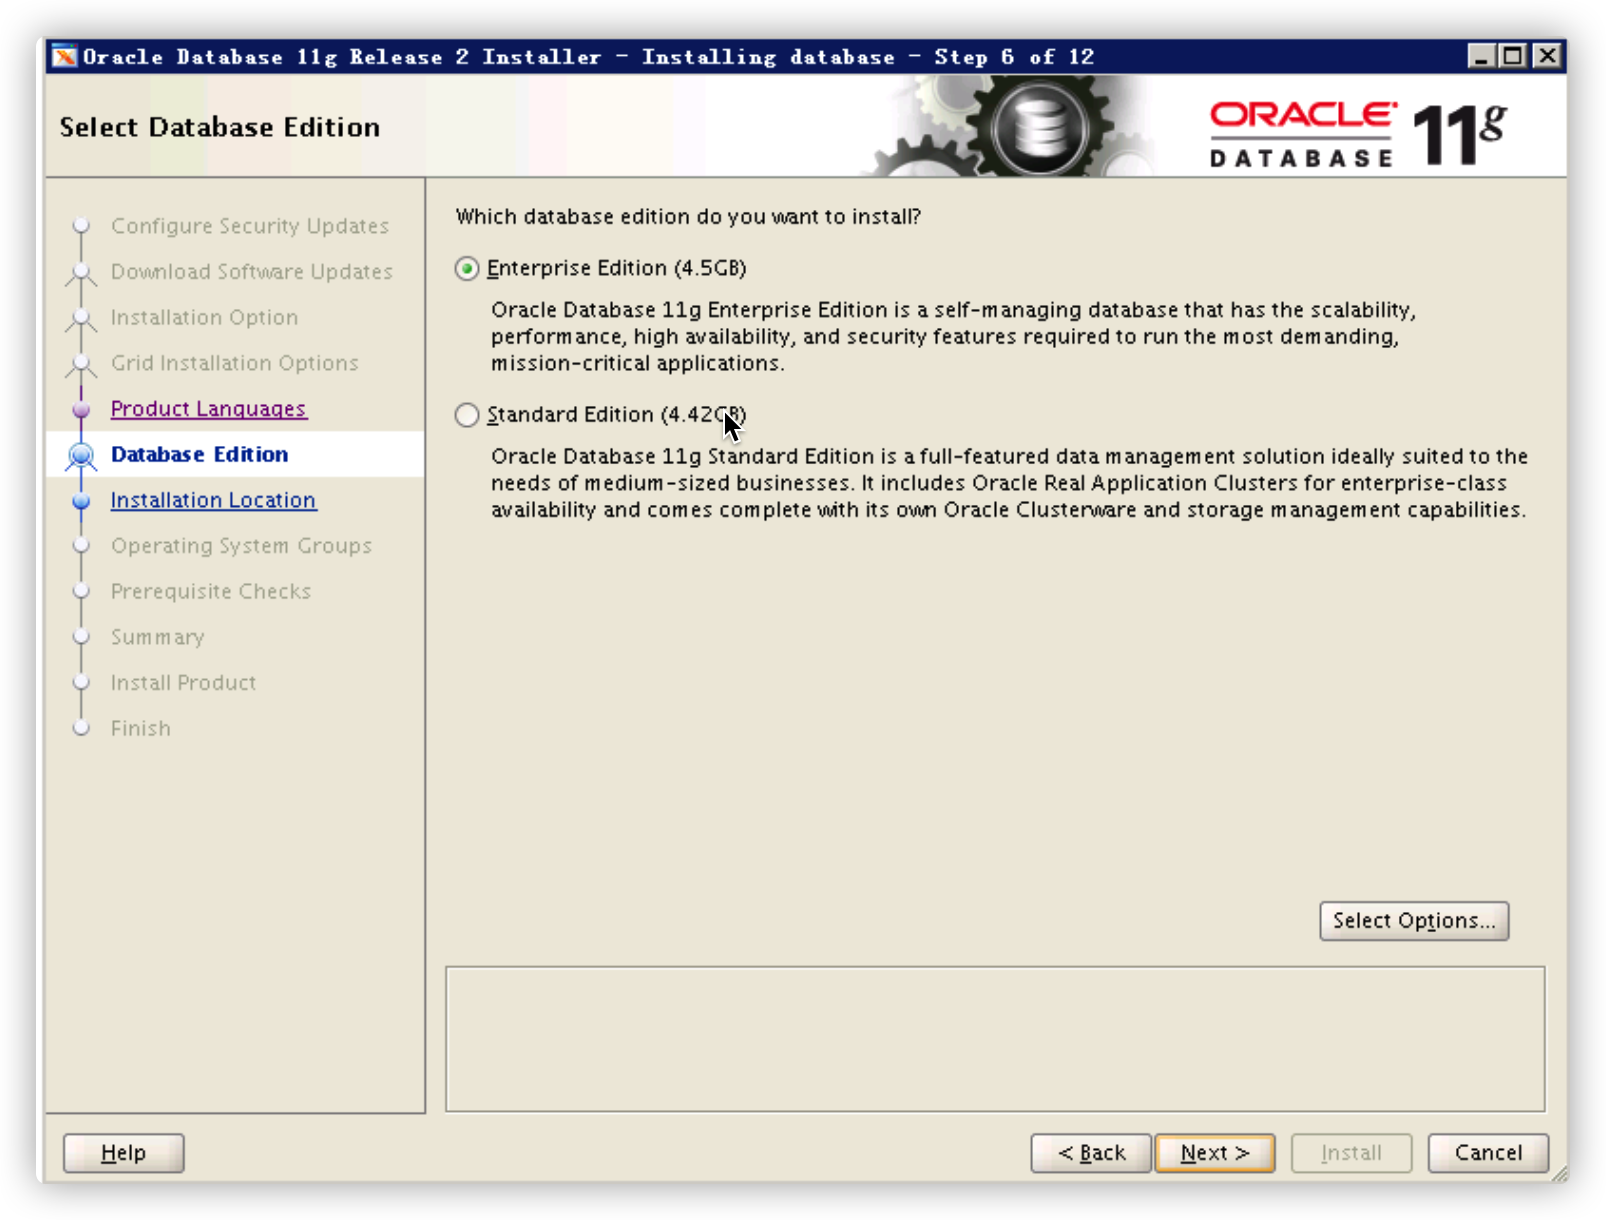 Oracle Database 11g Release 2 Installer - Installing database - Step 6 of 12
Select Database Edition
ORACLE
DATABASE
11g
Configure Security Updates
Download Software Updates
Installation Option
Grid Installation Options
Product Languages
Database Edition
Installation Location
Operating System Groups
Prerequisite Checks
Summary
Install Product
Finish
Which database edition do you want to install?
Enterprise Edition (4.5GB)
Oracle Database 11g Enterprise Edition is a self-managing database that has the scalability,
performance, high availability, and security features required to run the most demanding,
mission-critical applications.
Standard Edition (4.42GB)
Oracle Database 11g Standard Edition is a full-featured data management solution ideally suited to the
needs of medium-sized businesses. It includes Oracle Real Application Clusters for enterprise-class
availability and comes complete with its own Oracle Clusterware and storage management capabilities.
Select Options...
Help
< Back
Next >
Install
Cancel